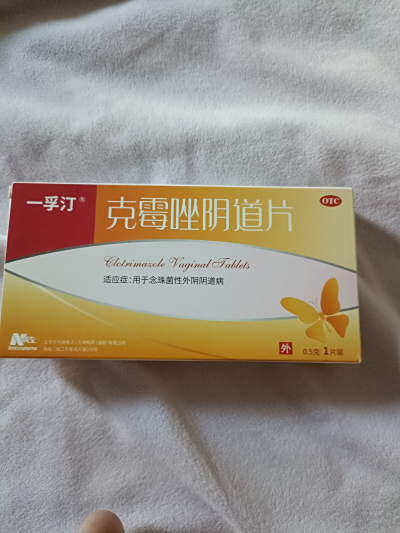 一孚汀®
克霉唑阴道片
OTC
Clotrimazole Vaginal Tablets
适应症:用于念珠菌性外阴阴道病
外
0.5克 1片装